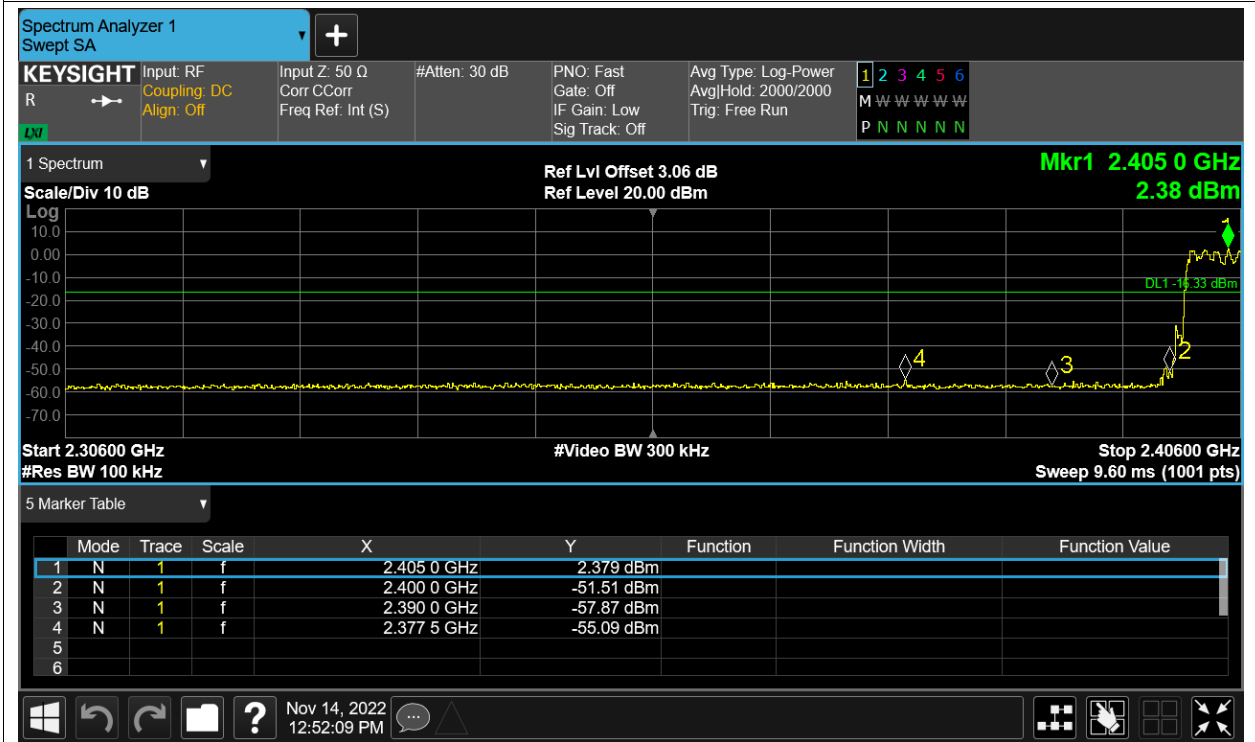 Spectrum Analyzer 1
Swept SA
KEYSIGHT
R
LXI
Input: RF
Coupling: DC
Align: Off
Input Z: 50 Ω
Corr CCorr
Freq Ref: Int (S)
#Atten: 30 dB
PNO: Fast
Gate: Off
IF Gain: Low
Sig Track: Off
Avg Type: Log-Power
Avg|Hold: 2000/2000
Trig: Free Run
1 2 3 4 5 6
M W W W W W
P N N N N N
1 Spectrum
Scale/Div 10 dB
Ref Lvl Offset 3.06 dB
Ref Level 20.00 dBm
Mkr1 2.405 0 GHz
2.38 dBm
Log
10.0
0.00
-10.0
-20.0
-30.0
-40.0
-50.0
-60.0
-70.0
1
DL1 -16.33 dBm
4
3
2
Start 2.30600 GHz
#Video BW 300 kHz
Stop 2.40600 GHz
#Res BW 100 kHz
Sweep 9.60 ms (1001 pts)
5 Marker Table
Mode Trace Scale X Y Function Function Width Function Value
1 N 1 f 2.405 0 GHz 2.379 dBm
2 N 1 f 2.400 0 GHz -51.51 dBm
3 N 1 f 2.390 0 GHz -57.87 dBm
4 N 1 f 2.377 5 GHz -55.09 dBm
5
6
?
Nov 14, 2022
12:52:09 PM